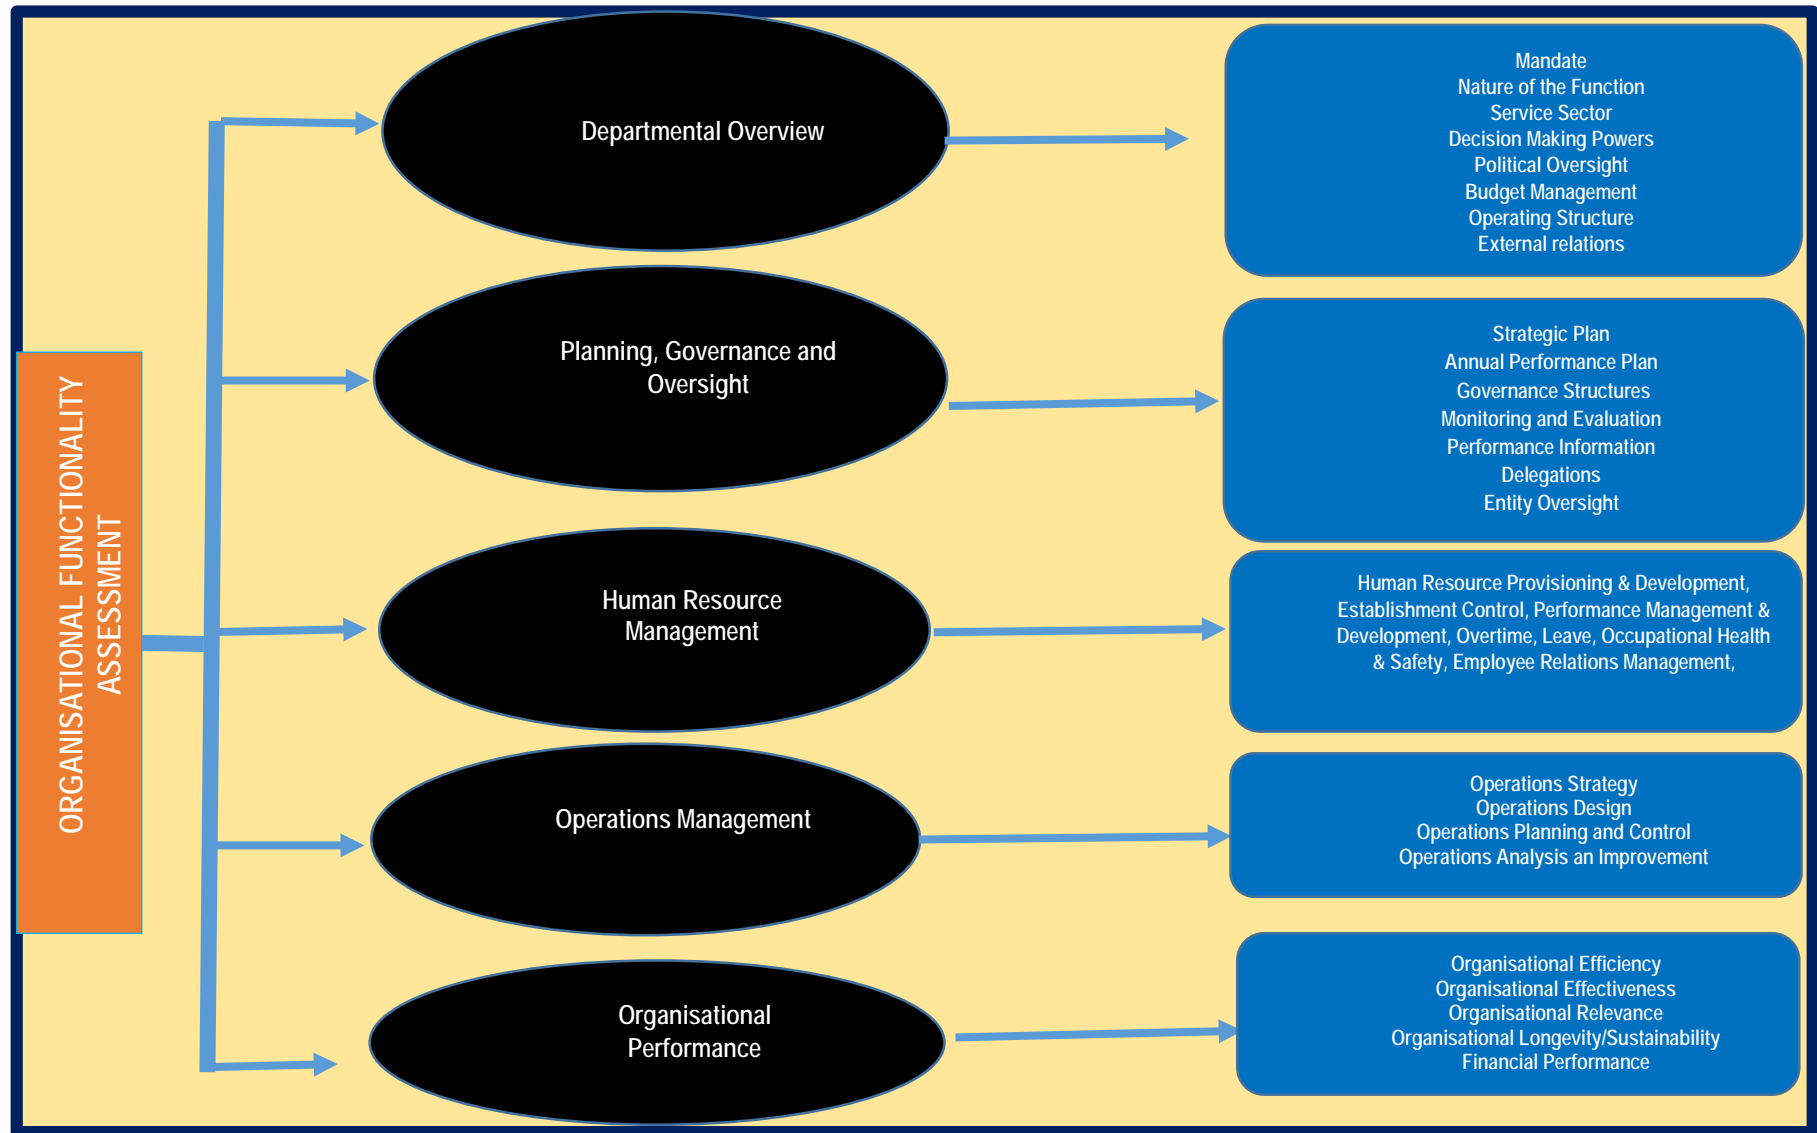 ORGANISATIONAL FUNCTIONALITY
ASSESSMENT
Departmental Overview
Mandate
Nature of the Function
Service Sector
Decision Making Powers
Political Oversight
Budget Management
Operating Structure
External relations
Planning, Governance and
Oversight
Strategic Plan
Annual Performance Plan
Governance Structures
Monitoring and Evaluation
Performance Information
Delegations
Entity Oversight
Human Resource
Management
Human Resource Provisioning & Development,
Establishment Control, Performance Management &
Development, Overtime, Leave, Occupational Health
& Safety, Employee Relations Management,
Operations Management
Operations Strategy
Operations Design
Operations Planning and Control
Operations Analysis an Improvement
Organisational
Performance
Organisational Efficiency
Organisational Effectiveness
Organisational Relevance
Organisational Longevity/Sustainability
Financial Performance